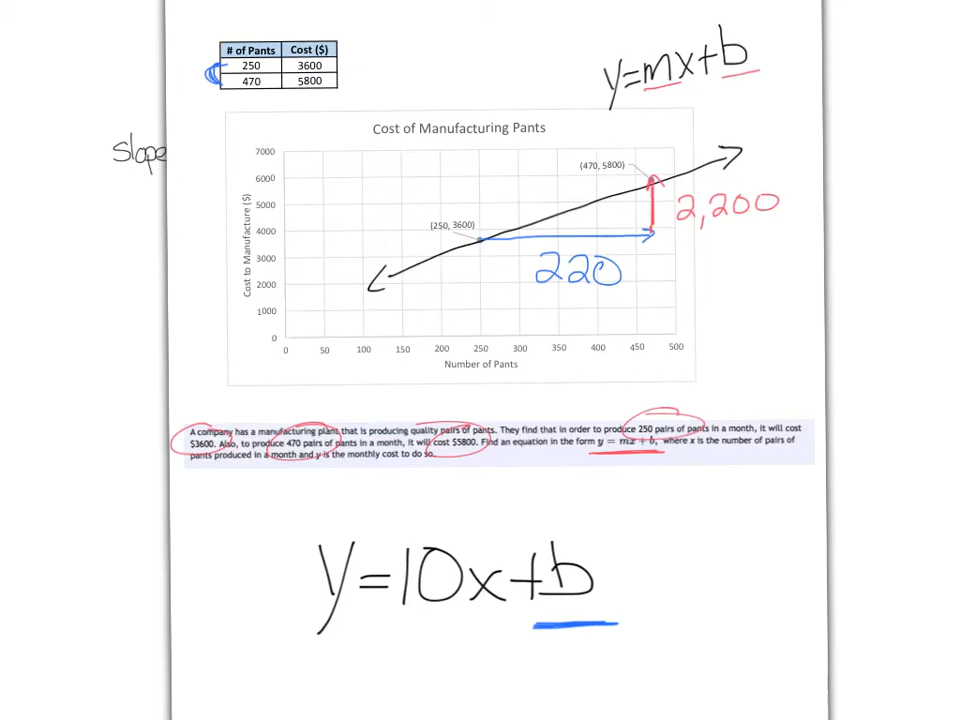 # of Pants Cost ($)
250 3600
470 5800
y=mx+b
slope
Cost of Manufacturing Pants
7000
6000
5000
4000
3000
2000
1000
0
Cost to Manufacture ($)
(470, 5800)
(250, 3600)
2,200
220
0 50 100 150 200 250 300 350 400 450 500
Number of Pants
A company has a manufacturing plant that is producing quality pairs of pants. They find that in order to produce 250 pairs of pants in a month, it will cost
$3600. Also, to produce 470 pairs of pants in a month, it will cost $5800. Find an equation in the form y = mx + b, where x is the number of pairs of
pants produced in a month and y is the monthly cost to do so.
y=10x+b